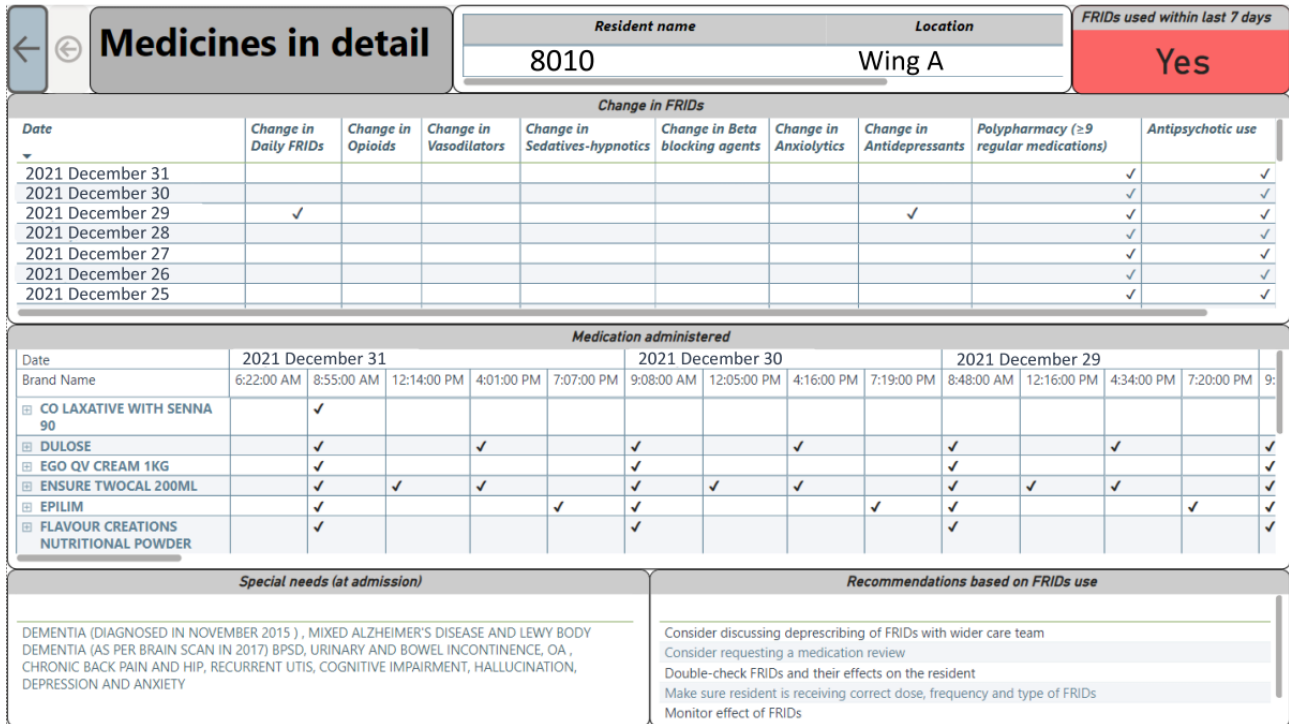 Medicines in detail
Resident name Location
8010 Wing A
FRIDs used within last 7 days
Yes
Change in FRIDs
Date Change in Daily FRIDs Change in Opioids Change in Vasodilators Change in Sedatives-hypnotics Change in Beta blocking agents Change in Anxiolytics Change in Antidepressants Polypharmacy (≥9 regular medications) Antipsychotic use
2021 December 31 ✓ ✓
2021 December 30 ✓ ✓
2021 December 29 ✓ ✓ ✓ ✓
2021 December 28 ✓ ✓
2021 December 27 ✓ ✓
2021 December 26 ✓ ✓
2021 December 25 ✓ ✓
Medication administered
Date 2021 December 31 2021 December 30 2021 December 29
Brand Name 6:22:00 AM 8:55:00 AM 12:14:00 PM 4:01:00 PM 7:07:00 PM 9:08:00 AM 12:05:00 PM 4:16:00 PM 7:19:00 PM 8:48:00 AM 12:16:00 PM 4:34:00 PM 7:20:00 PM 9:
CO LAXATIVE WITH SENNA ✓
90
DULOSE ✓ ✓ ✓ ✓ ✓ ✓ ✓
EGO QV CREAM 1KG ✓ ✓ ✓ ✓
ENSURE TWOCAL 200ML ✓ ✓ ✓ ✓ ✓ ✓ ✓ ✓ ✓ ✓
EPILIM ✓ ✓ ✓ ✓ ✓ ✓ ✓
FLAVOUR CREATIONS ✓ ✓ ✓ ✓
NUTRITIONAL POWDER
Special needs (at admission)
DEMENTIA (DIAGNOSED IN NOVEMBER 2015 ) , MIXED ALZHEIMER'S DISEASE AND LEWY BODY
DEMENTIA (AS PER BRAIN SCAN IN 2017) BPSD, URINARY AND BOWEL INCONTINENCE, OA ,
CHRONIC BACK PAIN AND HIP, RECURRENT UTIS, COGNITIVE IMPAIRMENT, HALLUCINATION,
DEPRESSION AND ANXIETY
Recommendations based on FRIDs use
Consider discussing deprescribing of FRIDs with wider care team
Consider requesting a medication review
Double-check FRIDs and their effects on the resident
Make sure resident is receiving correct dose, frequency and type of FRIDs
Monitor effect of FRIDs